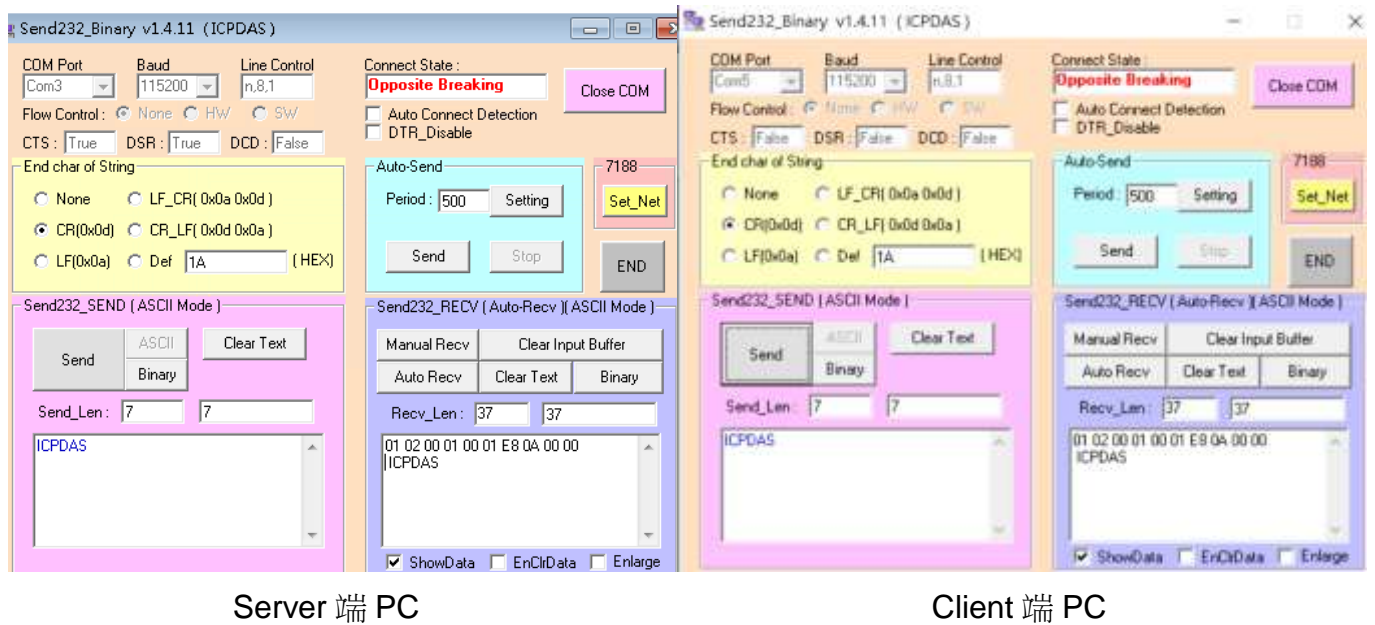 Send232_Binary v1.4.11 (ICPDAS)
COM Port Baud Line Control
Com3 115200 n,8,1
Flow Control : None HW SW
CTS : True DSR : True DCD : False
Connect State :
Opposite Breaking
Close COM
Auto Connect Detection
DTR_Disable
End char of String
None LF_CR( 0x0a 0x0d )
CR(0x0d) CR_LF( 0x0d 0x0a )
LF(0x0a) Def 1A (HEX)
Auto-Send
Period : 500 Setting
Send Stop
7188
Set_Net
END
Send232_SEND ( ASCII Mode )
Send ASCII Clear Text
Binary
Send_Len : 7 7
ICPDAS
Send232_RECV ( Auto-Recv )( ASCII Mode )
Manual Recv Clear Input Buffer
Auto Recv Clear Text Binary
Recv_Len : 37 37
01 02 00 01 00 01 E8 0A 00 00
ICPDAS
ShowData EnClrData Enlarge
Server 端 PC
Send232_Binary v1.4.11 (ICPDAS)
COM Port Baud Line Control
Com5 115200 n,8,1
Flow Control : None HW SW
CTS : False DSR : False DCD : False
Connect State :
Opposite Breaking
Close COM
Auto Connect Detection
DTR_Disable
End char of String
None LF_CR( 0x0a 0x0d )
CR(0x0d) CR_LF( 0x0d 0x0a )
LF(0x0a) Def 1A (HEX)
Auto-Send
Period : 500 Setting
Send Stop
7188
Set_Net
END
Send232_SEND ( ASCII Mode )
Send ASCII Clear Text
Binary
Send_Len : 7 7
ICPDAS
Send232_RECV ( Auto-Recv )( ASCII Mode )
Manual Recv Clear Input Buffer
Auto Recv Clear Text Binary
Recv_Len : 37 37
01 02 00 01 00 01 E8 0A 00 00
ICPDAS
ShowData EnClrData Enlarge
Client 端 PC